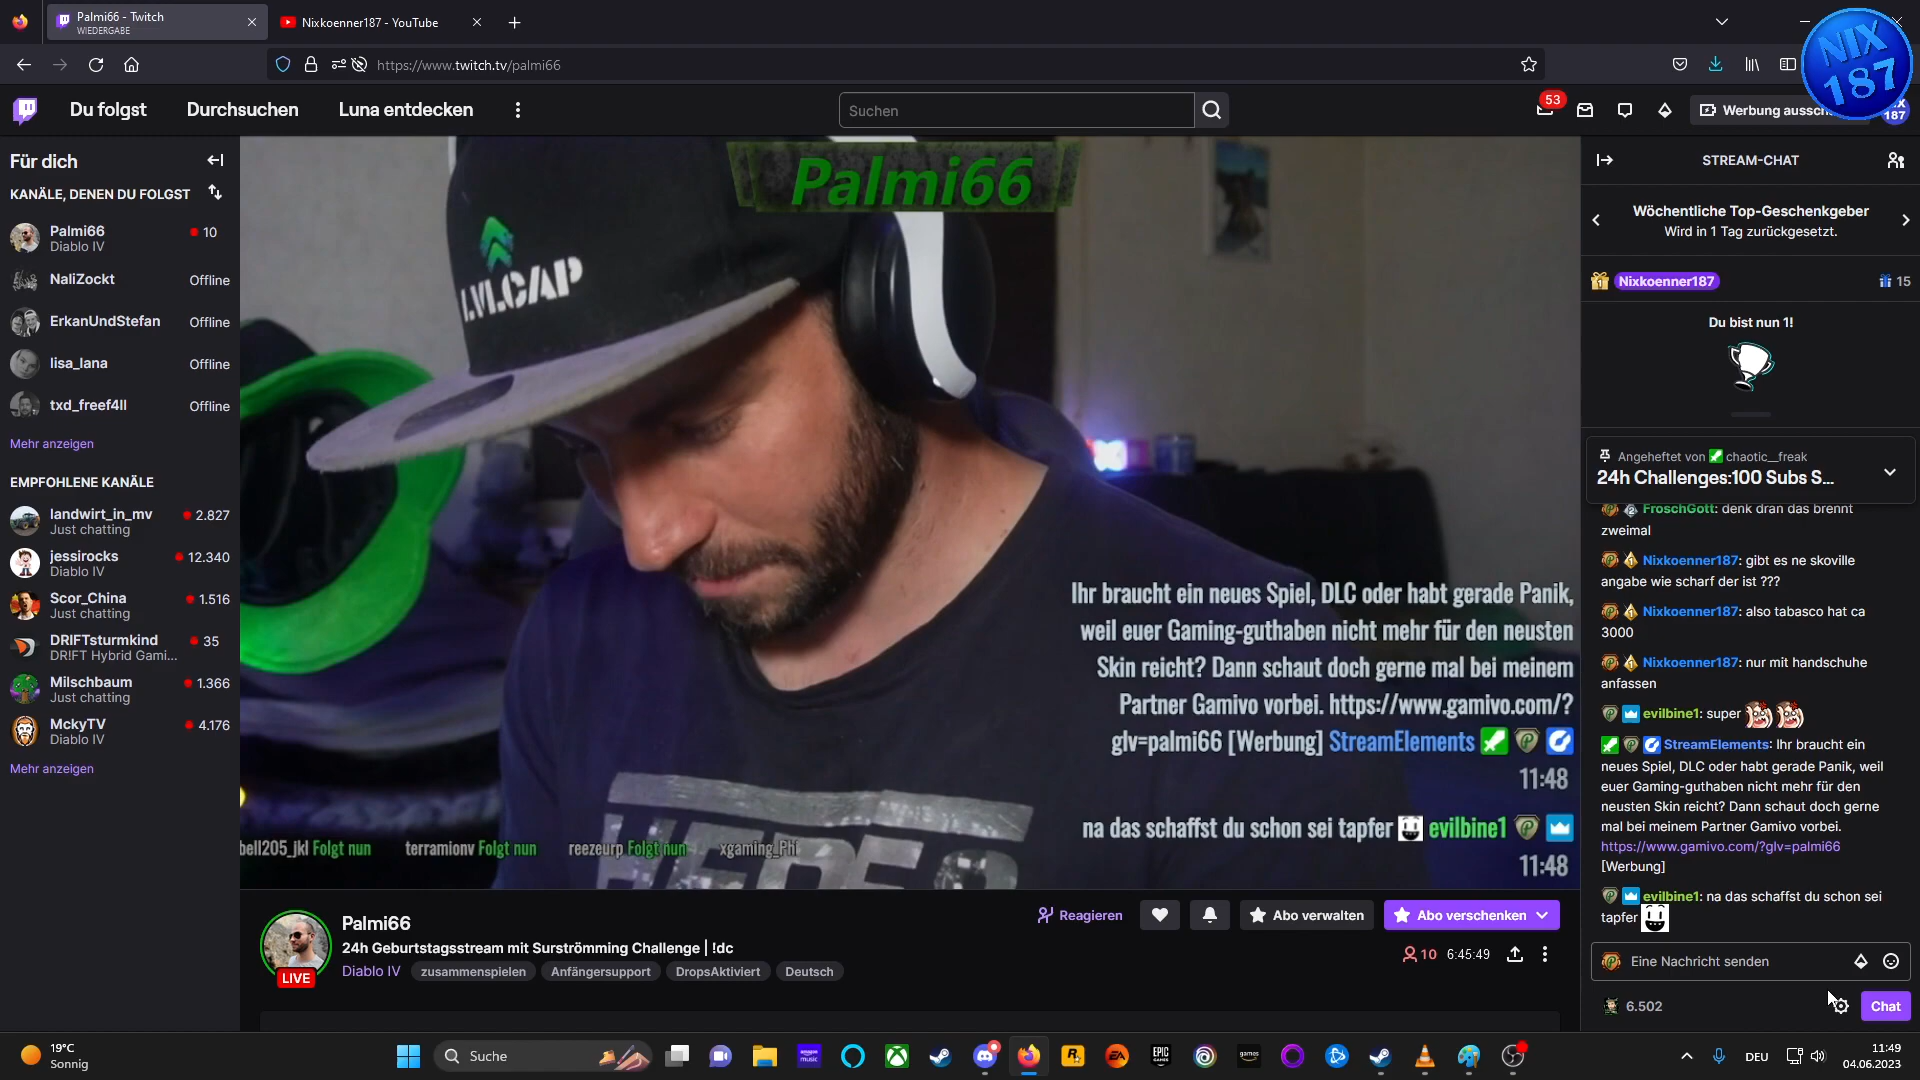 Palmi66 - Twitch
WIEDERGABE
Nixkoenner187 - YouTube
https://www.twitch.tv/palmi66
NIX
187
Du folgst
Durchsuchen
Luna entdecken
Suchen
53
Werbung aussch
187
Für dich
KANÄLE, DENEN DU FOLGST
Palmi66
10
Diablo IV
NaliZockt
Offline
ErkanUndStefan
Offline
lisa_lana
Offline
txd_freef4ll
Offline
Mehr anzeigen
EMPFOHLENE KANÄLE
landwirt_in_mv
2.827
Just chatting
jessirocks
12.340
Diablo IV
Scor_China
1.516
Just chatting
DRIFTsturmkind
35
DR!FT Hybrid Gami...
Milschbaum
1.366
Just chatting
MckyTV
4.176
Diablo IV
Mehr anzeigen
Palmi66
LVLCAP
Ihr braucht ein neues Spiel, DLC oder habt gerade Panik,
weil euer Gaming-guthaben nicht mehr für den neusten
Skin reicht? Dann schaut doch gerne mal bei meinem
Partner Gamivo vorbei. https://www.gamivo.com/?
glv=palmi66 [Werbung] StreamElements
11:48
na das schaffst du schon sei tapfer evilbine1
11:48
bell205_jkl Folgt nun
terramionv Folgt nun
reezeurp Folgt nun
xgaming_Phi
Palmi66
24h Geburtstagsstream mit Surströmming Challenge | !dc
Diablo IV
zusammenspielen
Anfängersupport
DropsAktiviert
Deutsch
LIVE
Reagieren
Abo verwalten
Abo verschenken
10
6:45:49
STREAM-CHAT
Wöchentliche Top-Geschenkgeber
Wird in 1 Tag zurückgesetzt.
Nixkoenner187
15
Du bist nun 1!
Angeheftet von chaotic__freak
24h Challenges:100 Subs S...
FroschGott: denk dran das brennt
zweimal
Nixkoenner187: gibt es ne skoville
angabe wie scharf der ist ???
Nixkoenner187: also tabasco hat ca
3000
Nixkoenner187: nur mit handschuhe
anfassen
evilbine1: super
StreamElements: Ihr braucht ein
neues Spiel, DLC oder habt gerade Panik, weil
euer Gaming-guthaben nicht mehr für den
neusten Skin reicht? Dann schaut doch gerne
mal bei meinem Partner Gamivo vorbei.
https://www.gamivo.com/?glv=palmi66
[Werbung]
evilbine1: na das schaffst du schon sei
tapfer
Eine Nachricht senden
6.502
Chat
19°C
Sonnig
Suche
DEU
11:49
04.06.2023